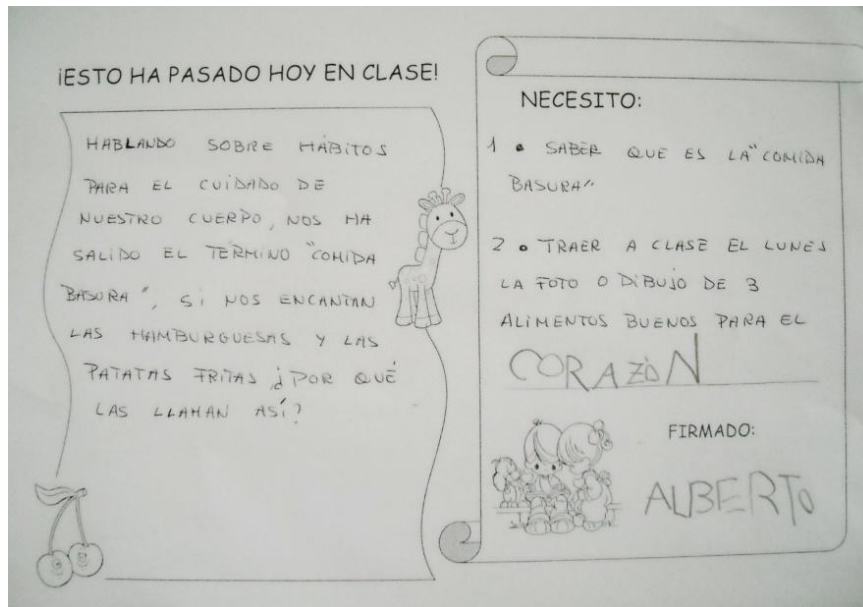 ¡ESTO HA PASADO HOY EN CLASE!
HABLANDO SOBRE HÁBITOS
PARA EL CUIDADO DE
NUESTRO CUERPO, NOS HA
SALIDO EL TÉRMINO "COMIDA
BASURA", SI NOS ENCANTAN
LAS HAMBURGUESAS Y LAS
PATATAS FRITAS ¿POR QUÉ
LAS LLAMAN ASÍ?
NECESITO:
1 • SABER QUE ES LA "COMIDA
BASURA"
2 • TRAER A CLASE EL LUNES
LA FOTO O DIBUJO DE 3
ALIMENTOS BUENOS PARA EL
CORAZÒN
FIRMADO:
ALBERTO